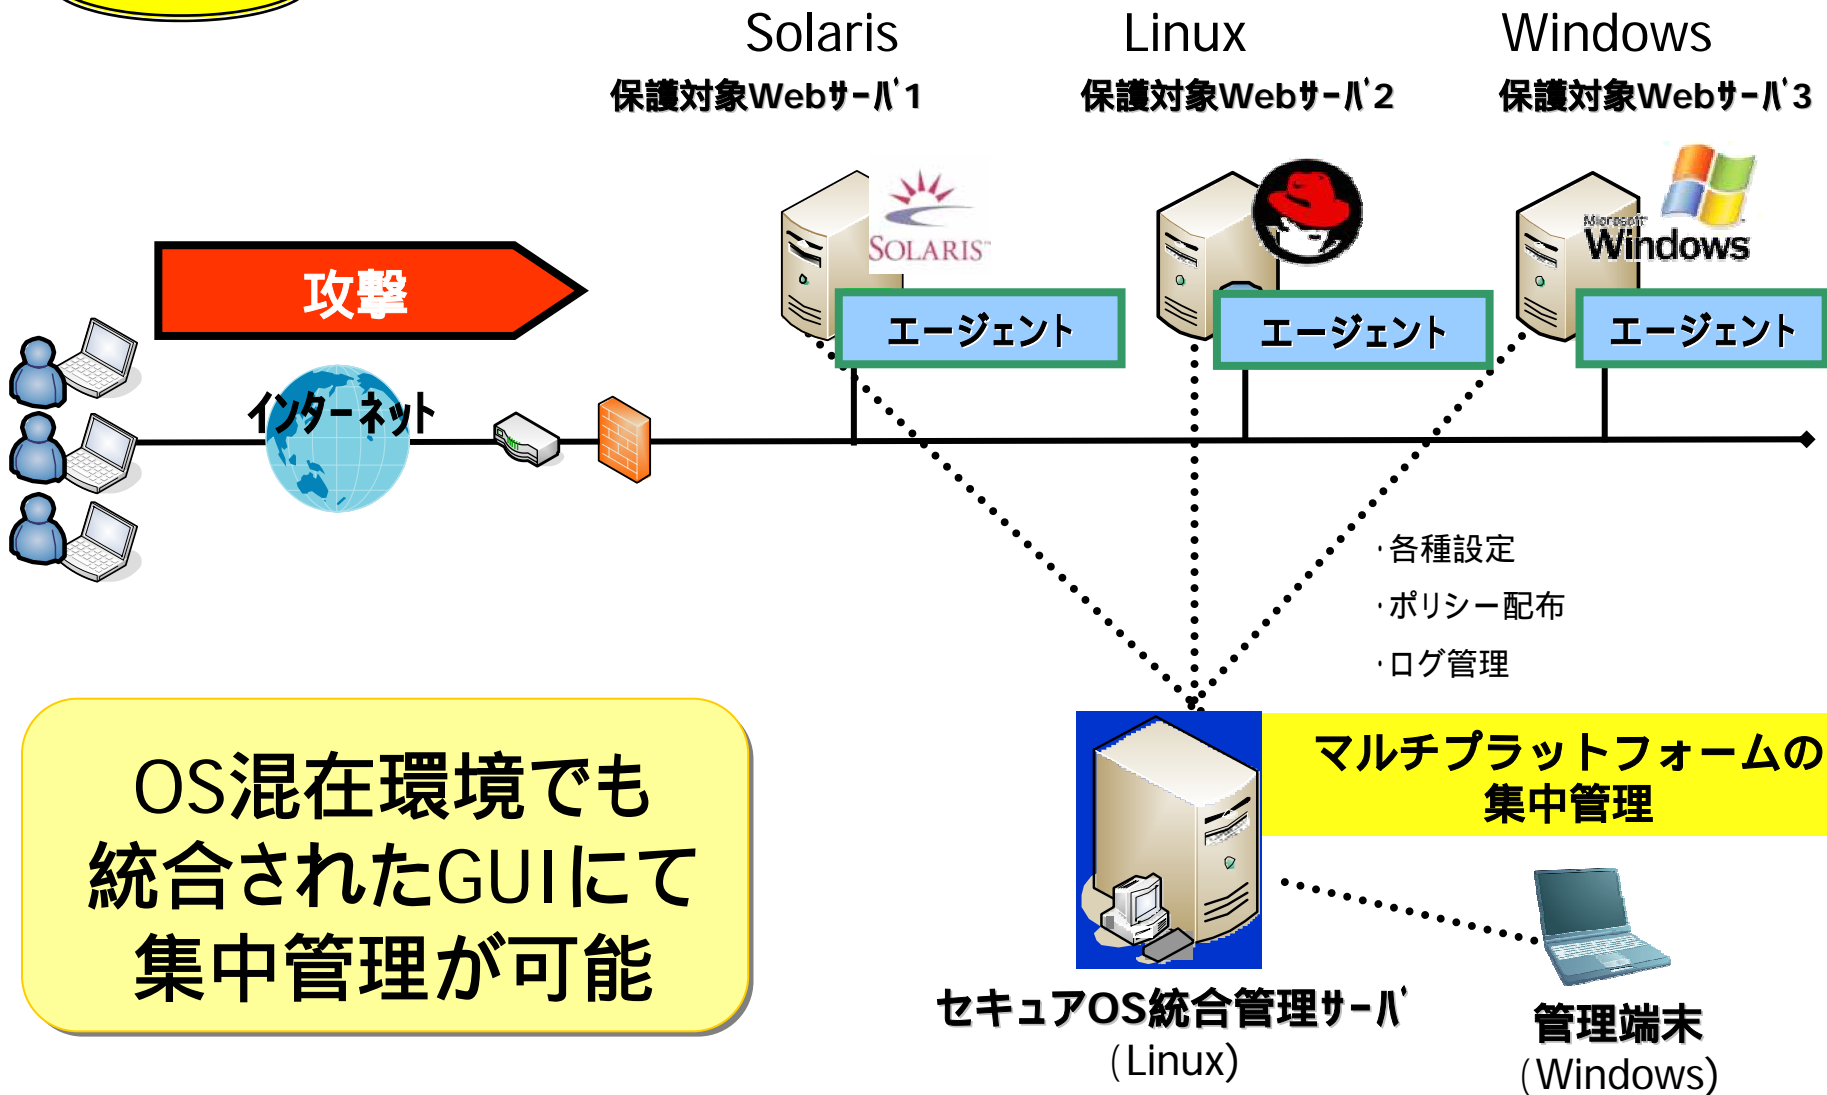 Solaris
Linux
Windows
保護対象Webｻｰﾊﾞ1
保護対象Webｻｰﾊﾞ2
保護対象Webｻｰﾊﾞ3
SOLARIS™
Microsoft
Windows
攻撃
エージェント
エージェント
エージェント
インターネット
・各種設定
・ポリシー配布
・ログ管理
マルチプラットフォームの
集中管理
OS混在環境でも
統合されたGUIにて
集中管理が可能
セキュアOS統合管理ｻｰﾊﾞ
(Linux)
管理端末
(Windows)